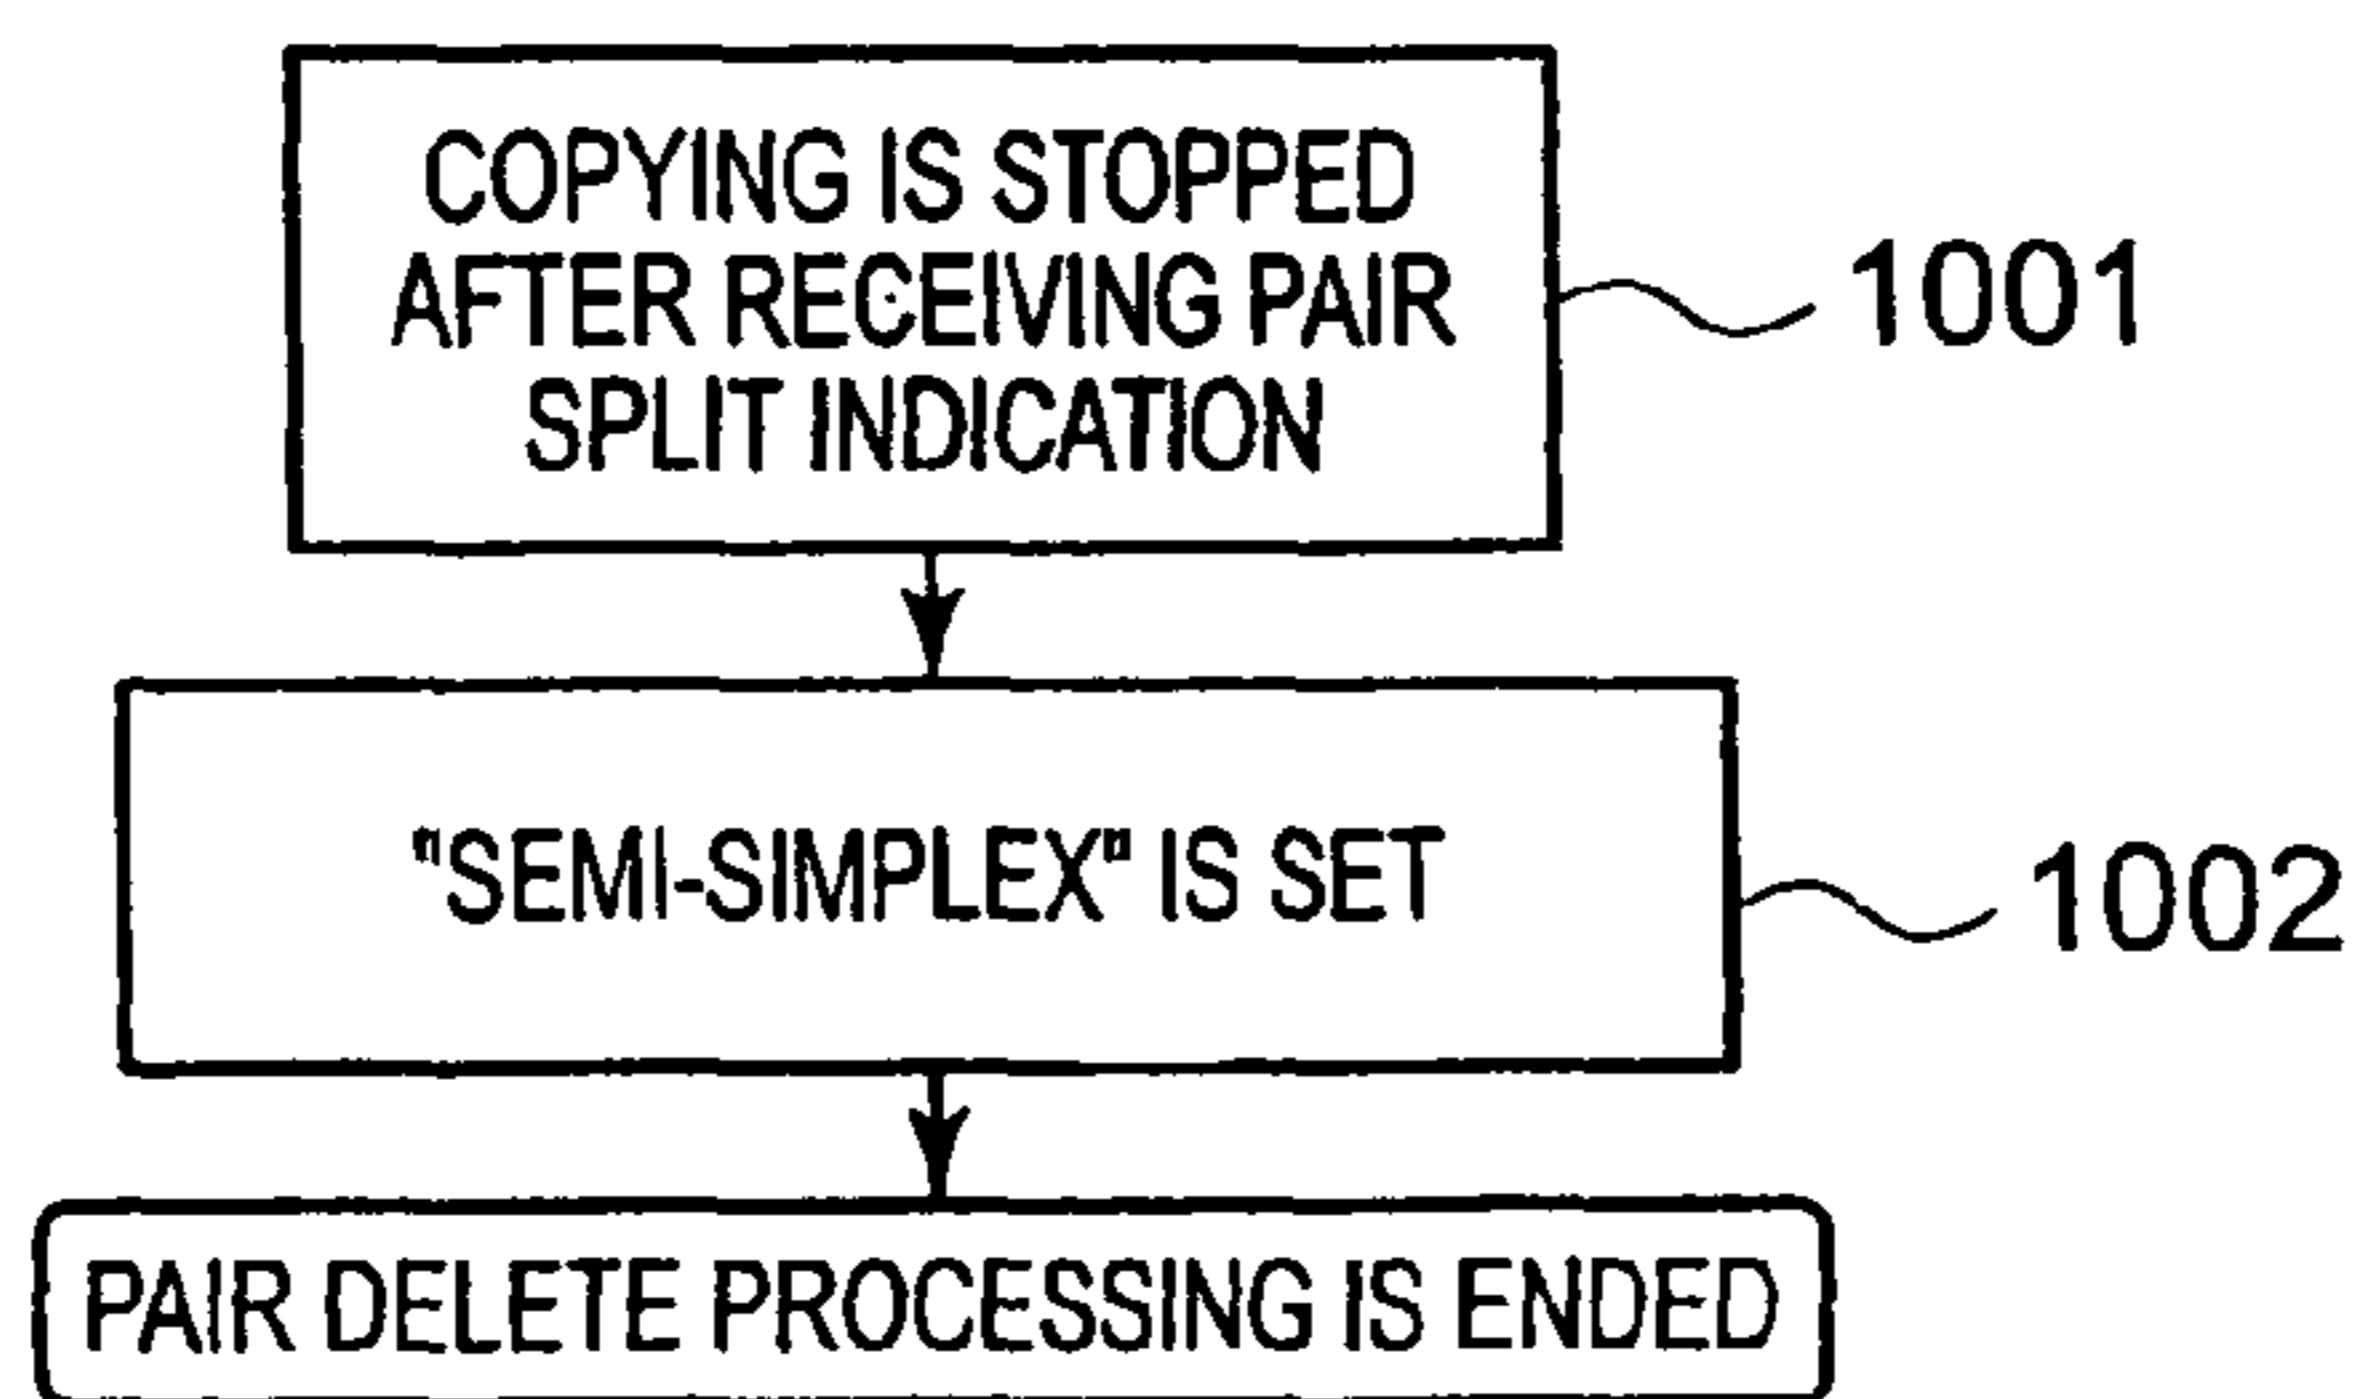 COPYING IS STOPPED
AFTER RECEIVING PAIR
SPLIT INDICATION
1001
"SEMI-SIMPLEX" IS SET
1002
PAIR DELETE PROCESSING IS ENDED